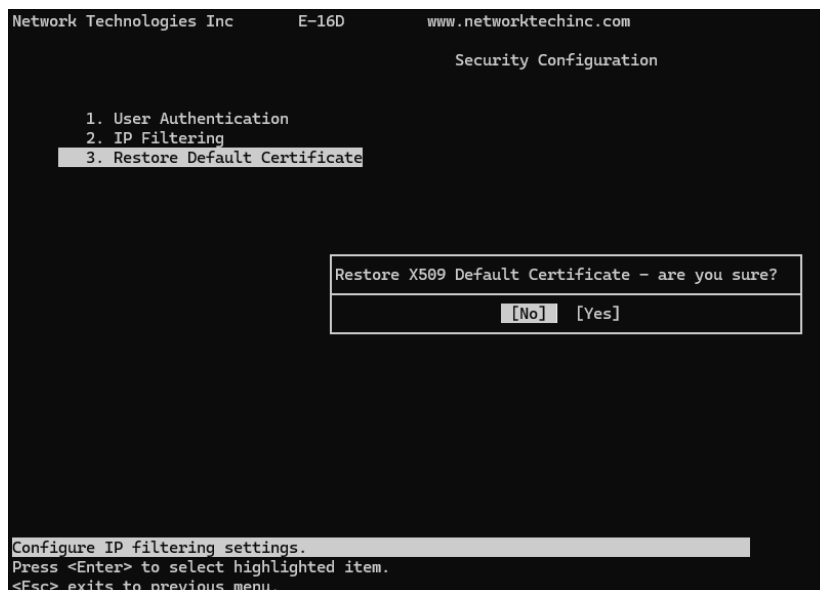 Network Technologies Inc E-16D www.networktechinc.com
Security Configuration
1. User Authentication
2. IP Filtering
3. Restore Default Certificate
Restore X509 Default Certificate - are you sure?
[No] [Yes]
Configure IP filtering settings.
Press <Enter> to select highlighted item.
<Esc> exits to previous menu.